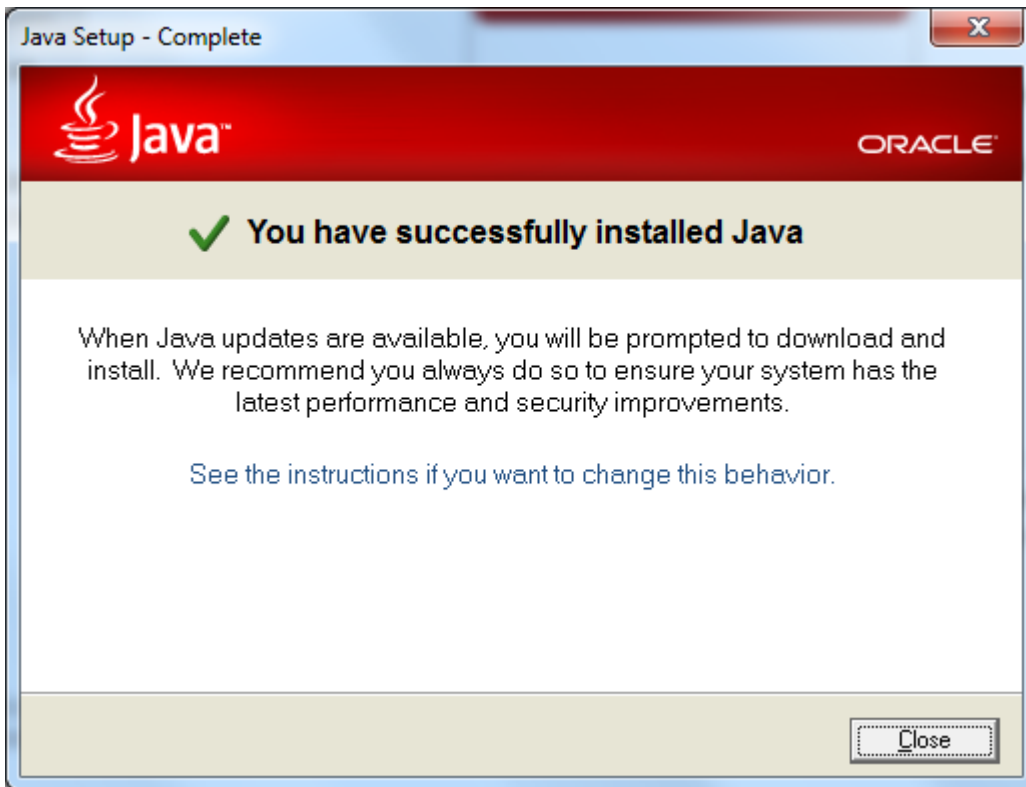 Java Setup - Complete
Java™
ORACLE
You have successfully installed Java
When Java updates are available, you will be prompted to download and
install. We recommend you always do so to ensure your system has the
latest performance and security improvements.
See the instructions if you want to change this behavior.
Close